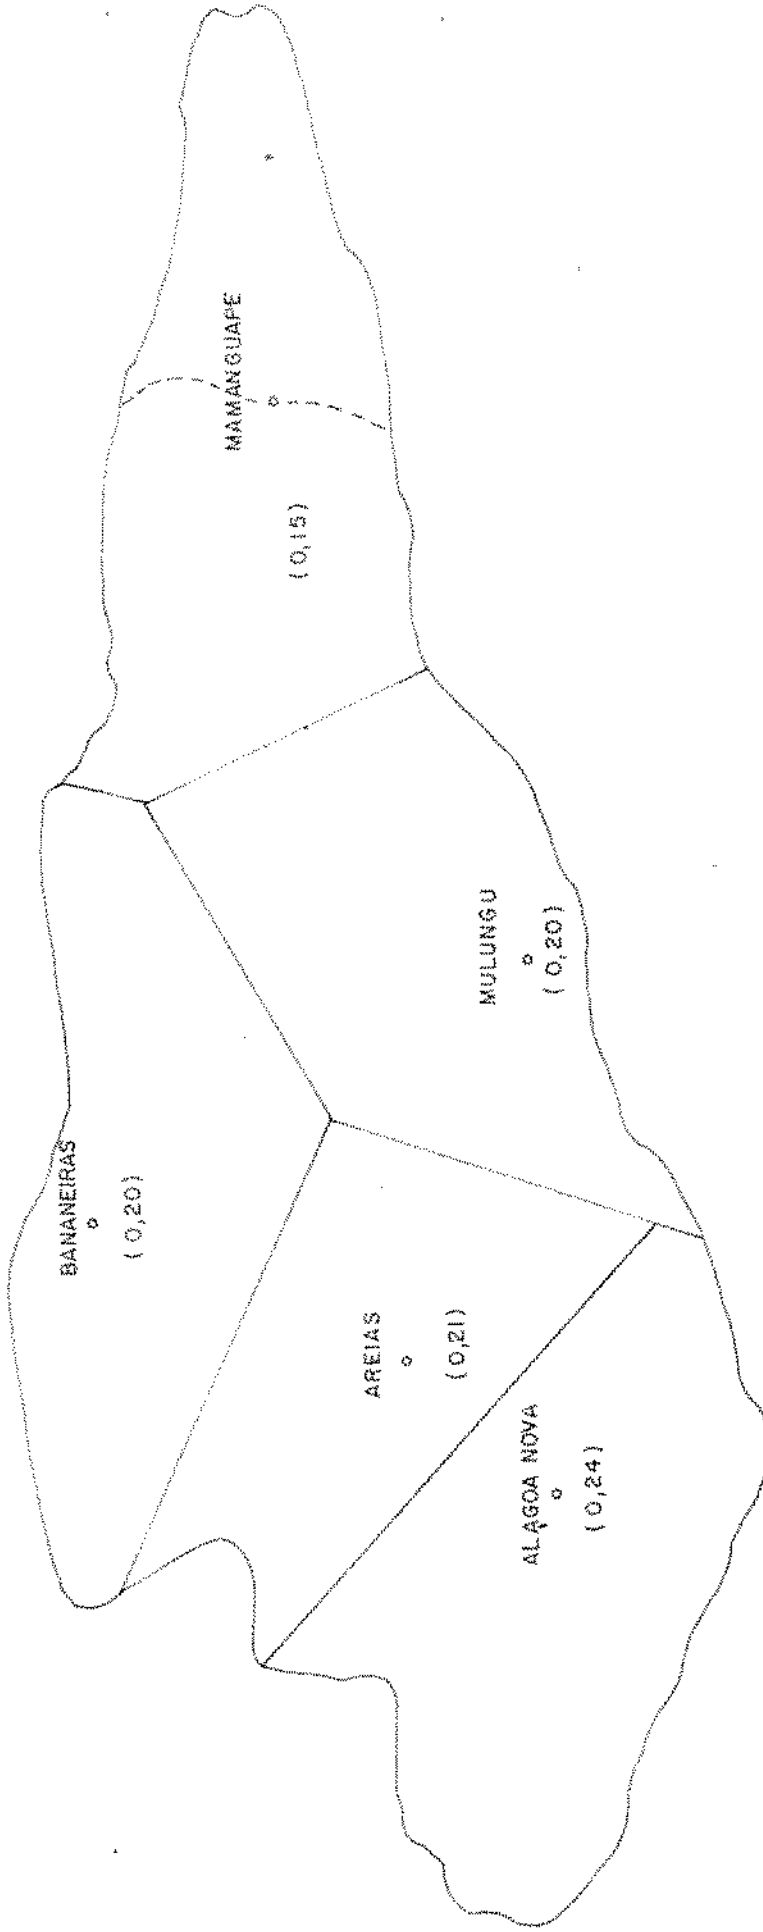 MAMANGUAPE
(0,15)
BANANEIRAS
(0,20)
MULUNGU
(0,20)
AREIAS
(0,21)
ALAGOA NOVA
(0,24)